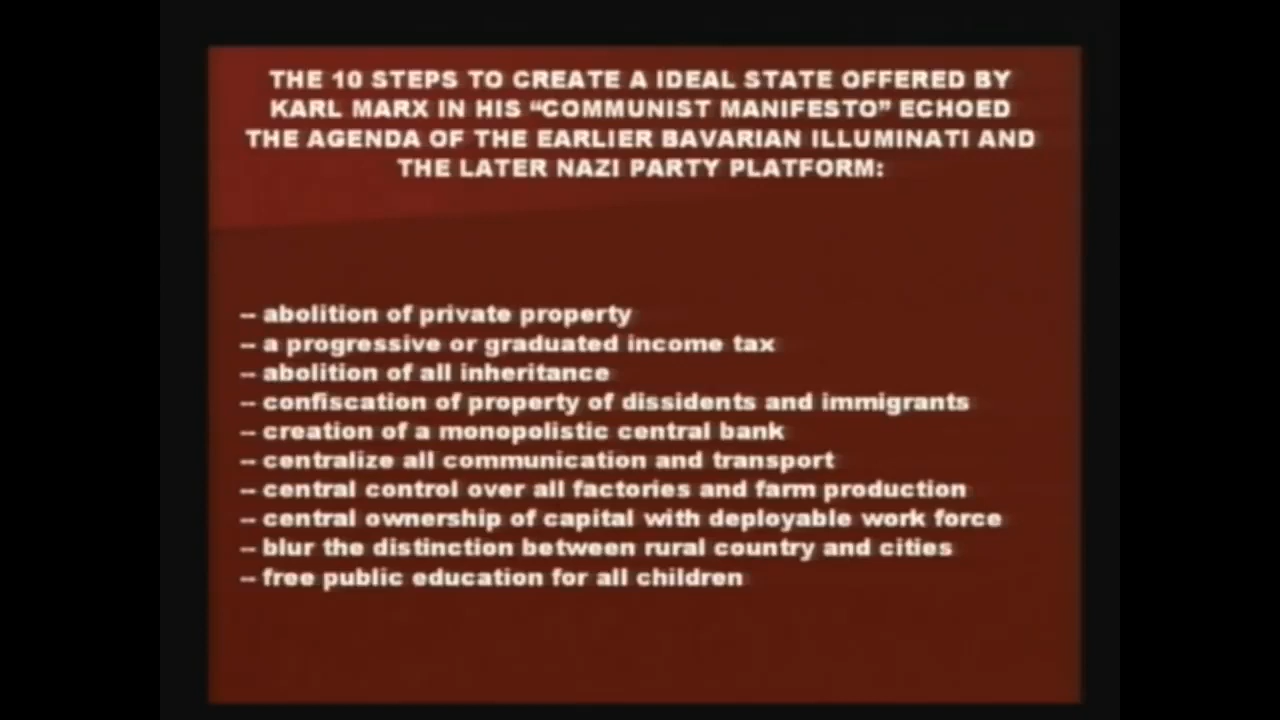 THE 10 STEPS TO CREATE A IDEAL STATE OFFERED BY
KARL MARX IN HIS “COMMUNIST MANIFESTO” ECHOED
THE AGENDA OF THE EARLIER BAVARIAN ILLUMINATI AND
THE LATER NAZI PARTY PLATFORM:
-- abolition of private property
-- a progressive or graduated income tax
-- abolition of all inheritance
-- confiscation of property of dissidents and immigrants
-- creation of a monopolistic central bank
-- centralize all communication and transport
-- central control over all factories and farm production
-- central ownership of capital with deployable work force
-- blur the distinction between rural country and cities
-- free public education for all children